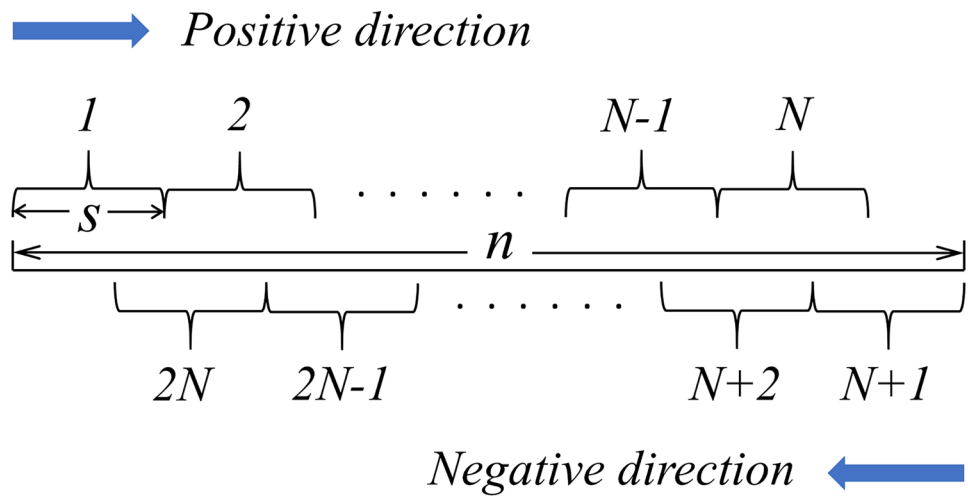 Positive direction
1 2 N-1 N
. . . . . .
s
n
. . . . . .
2N 2N-1 N+2 N+1
Negative direction